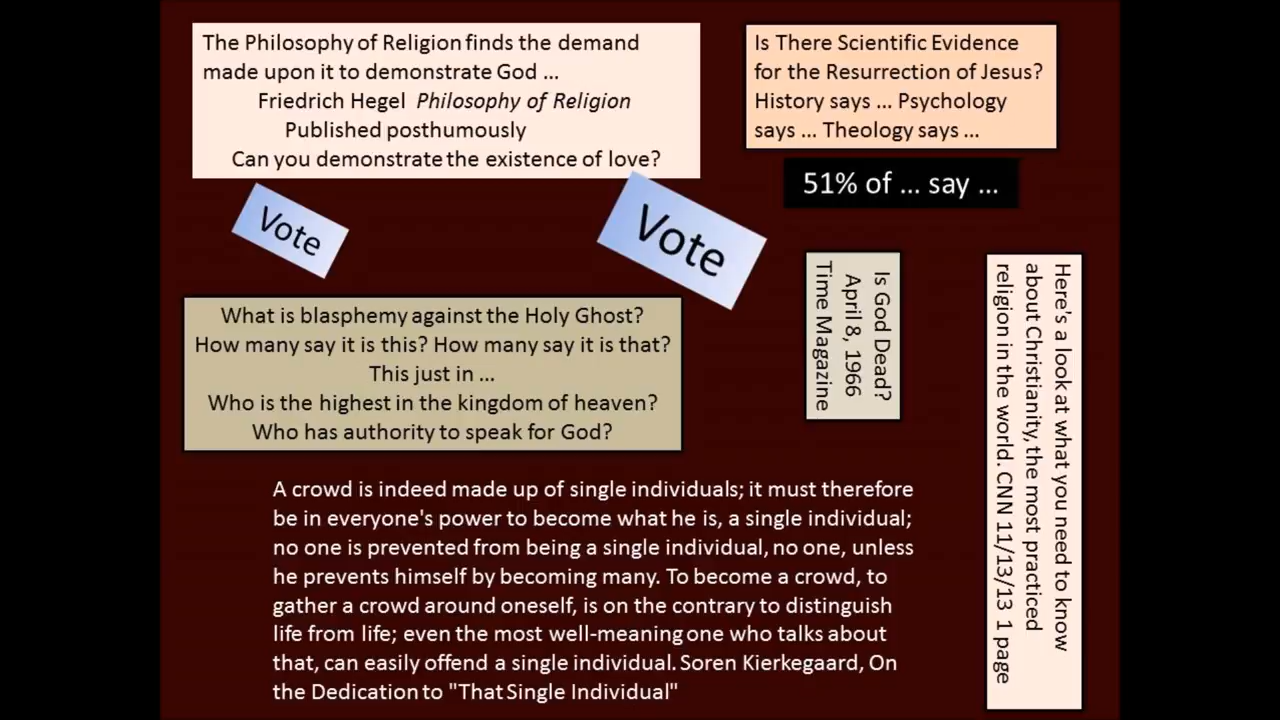 The Philosophy of Religion finds the demand
made upon it to demonstrate God ...
Friedrich Hegel Philosophy of Religion
Published posthumously
Can you demonstrate the existence of love?
Is There Scientific Evidence
for the Resurrection of Jesus?
History says ... Psychology
says ... Theology says ...
51% of ... say ...
Vote
Vote
What is blasphemy against the Holy Ghost?
How many say it is this? How many say it is that?
This just in ...
Who is the highest in the kingdom of heaven?
Who has authority to speak for God?
Is God Dead?
April 8, 1966
Time Magazine
Here's a look at what you need to know
about Christianity, the most practiced
religion in the world. CNN 11/13/13 1 page
A crowd is indeed made up of single individuals; it must therefore
be in everyone's power to become what he is, a single individual;
no one is prevented from being a single individual, no one, unless
he prevents himself by becoming many. To become a crowd, to
gather a crowd around oneself, is on the contrary to distinguish
life from life; even the most well-meaning one who talks about
that, can easily offend a single individual. Soren Kierkegaard, On
the Dedication to "That Single Individual"